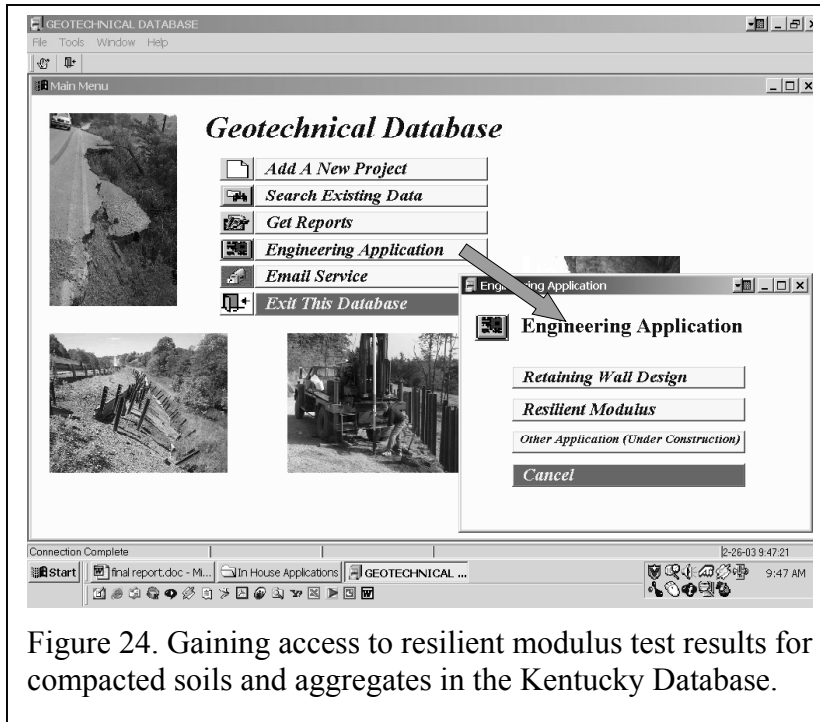 GEOTECHNICAL DATABASE
File Tools Window Help
Main Menu
Geotechnical Database
Add A New Project
Search Existing Data
Get Reports
Engineering Application
Email Service
Exit This Database
Engineering Application
Engineering Application
Retaining Wall Design
Resilient Modulus
Other Application (Under Construction)
Cancel
Connection Complete
2-26-03 9:47:21
Start
final report.doc - Mi...
In House Applications
GEOTECHNICAL ...
9:47 AM
Figure 24. Gaining access to resilient modulus test results for
compacted soils and aggregates in the Kentucky Database.